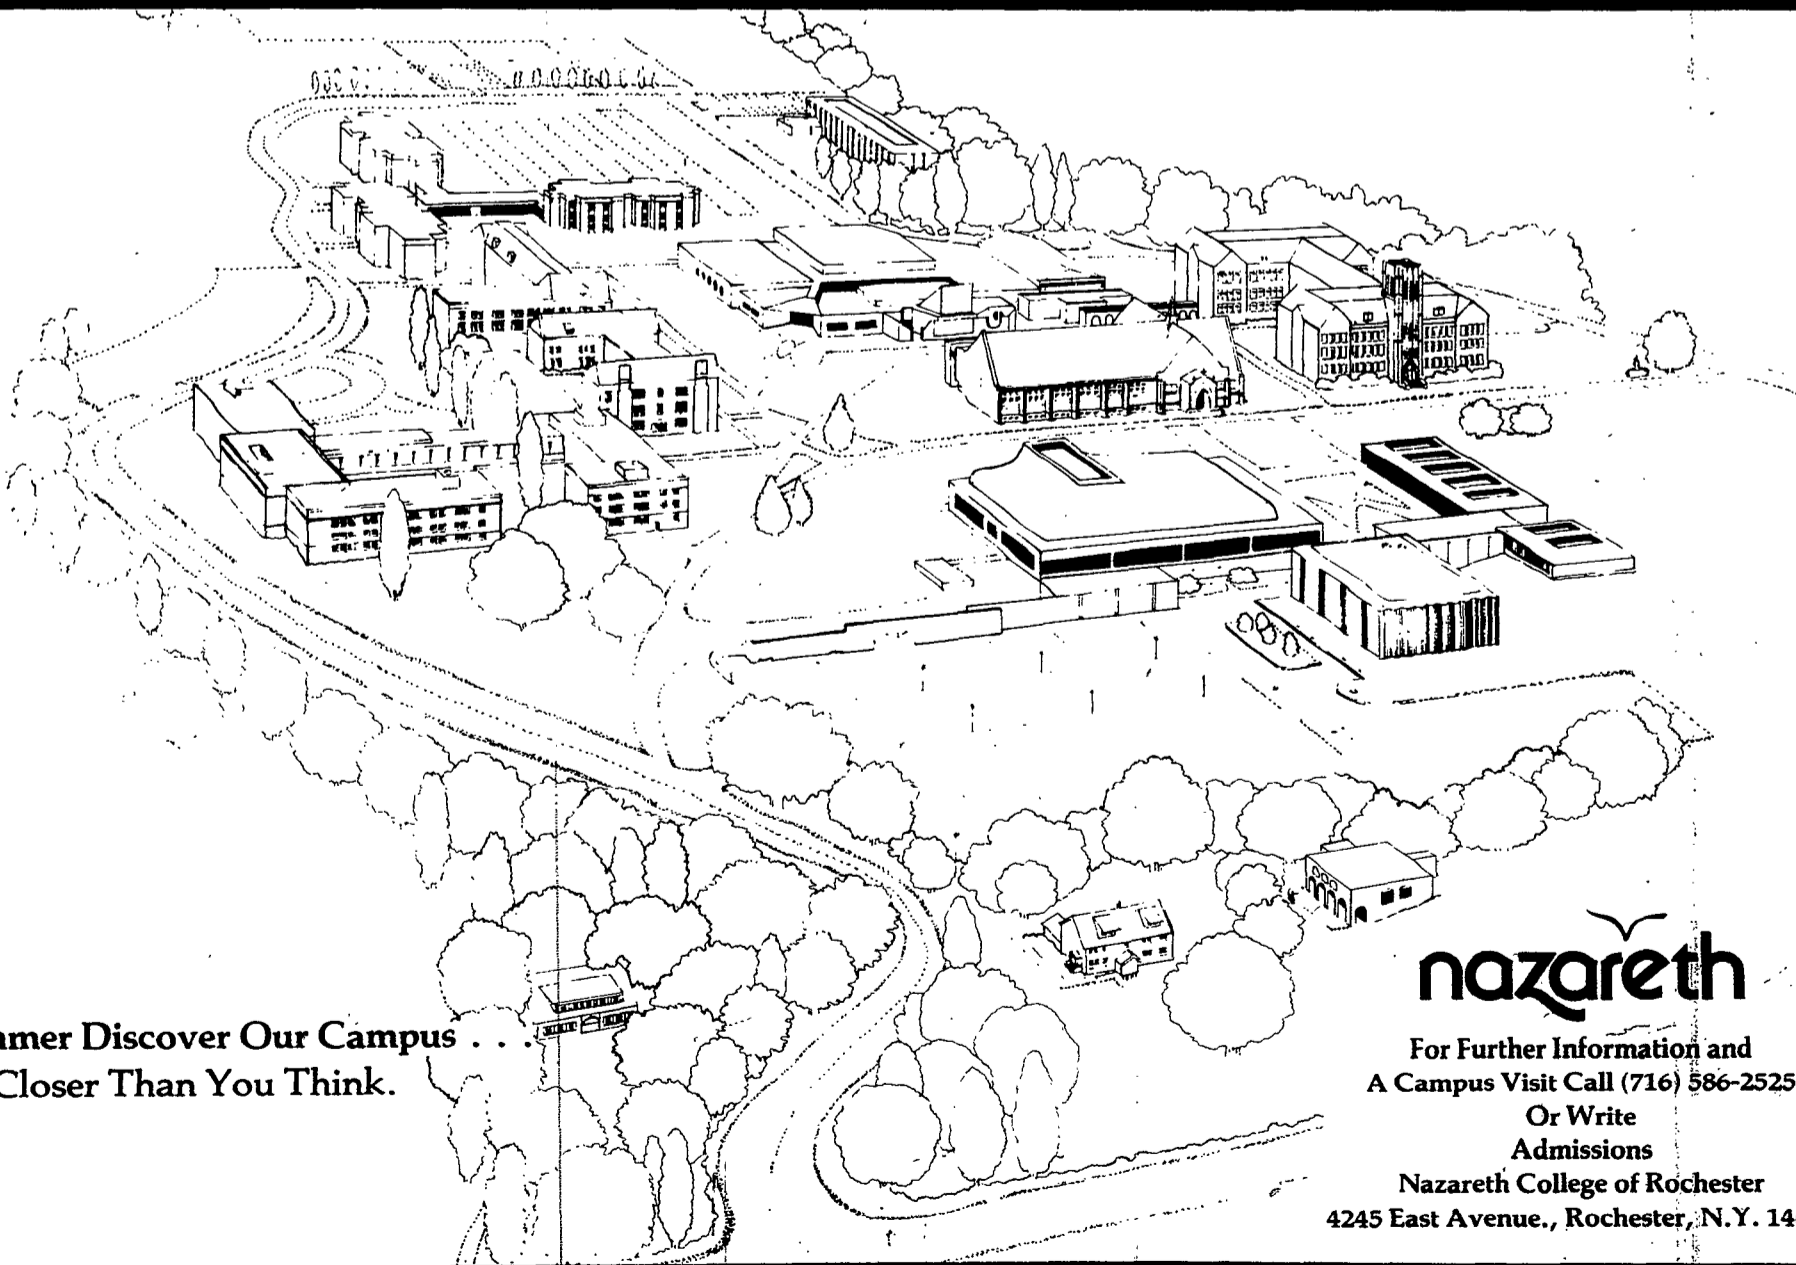 mmer Discover Our Campus . . .
Closer Than You Think.
nazareth
For Further Information and
A Campus Visit Call (716) 586-2525
Or Write
Admissions
Nazareth College of Rochester
4245 East Avenue., Rochester, N.Y. 14